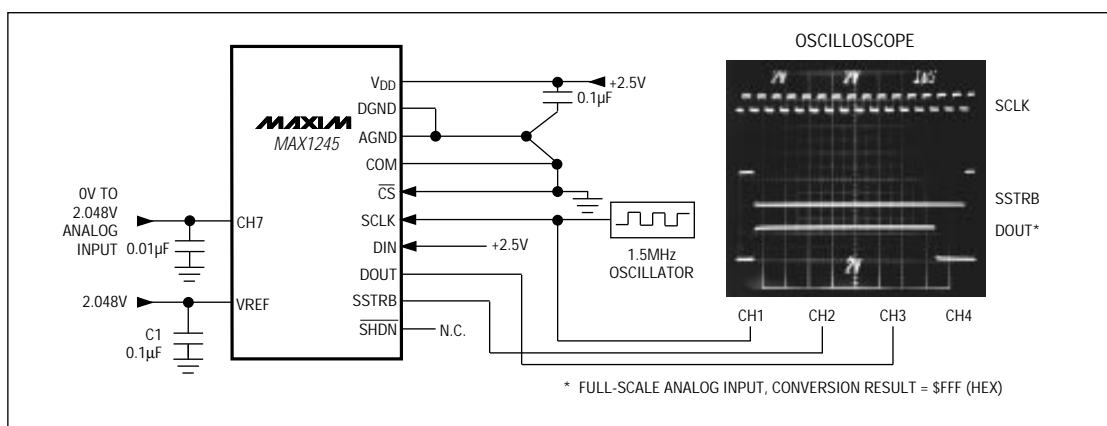 OSCILLOSCOPE
SCLK
SSTRB
DOUT*
CH1
CH2
CH3
CH4
MAXIM
MAX1245
VDD
DGND
AGND
COM
CS
SCLK
DIN
DOUT
SSTRB
SHDN
CH7
VREF
+2.5V
0.1µF
+2.5V
1.5MHz
OSCILLATOR
N.C.
0V TO
2.048V
ANALOG
INPUT
0.01µF
2.048V
C1
0.1µF
* FULL-SCALE ANALOG INPUT, CONVERSION RESULT = $FFF (HEX)